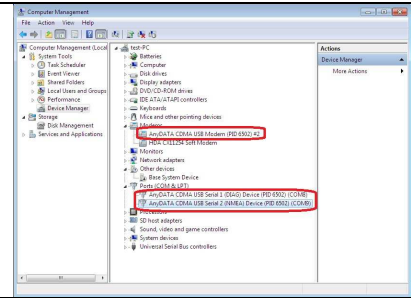 Computer Management
File Action View Help
Computer Management (Local
System Tools
Task Scheduler
Event Viewer
Shared Folders
Local Users and Groups
Performance
Device Manager
Storage
Disk Management
Services and Applications
test-PC
Batteries
Computer
Disk drives
Display adapters
DVD/CD-ROM drives
IDE ATA/ATAPI controllers
Keyboards
Mice and other pointing devices
Modems
AnyDATA CDMA USB Modem (PID 6502) #2
HDA CX11254 Soft Modem
Monitors
Network adapters
Other devices
Base System Device
Ports (COM & LPT)
AnyDATA CDMA USB Serial 1 (DIAG) Device (PID 6502) (COM8)
AnyDATA CDMA USB Serial 2 (NMEA) Device (PID 6502) (COM9)
Processors
SD host adapters
Sound, video and game controllers
System devices
Universal Serial Bus controllers
Actions
Device Manager
More Actions